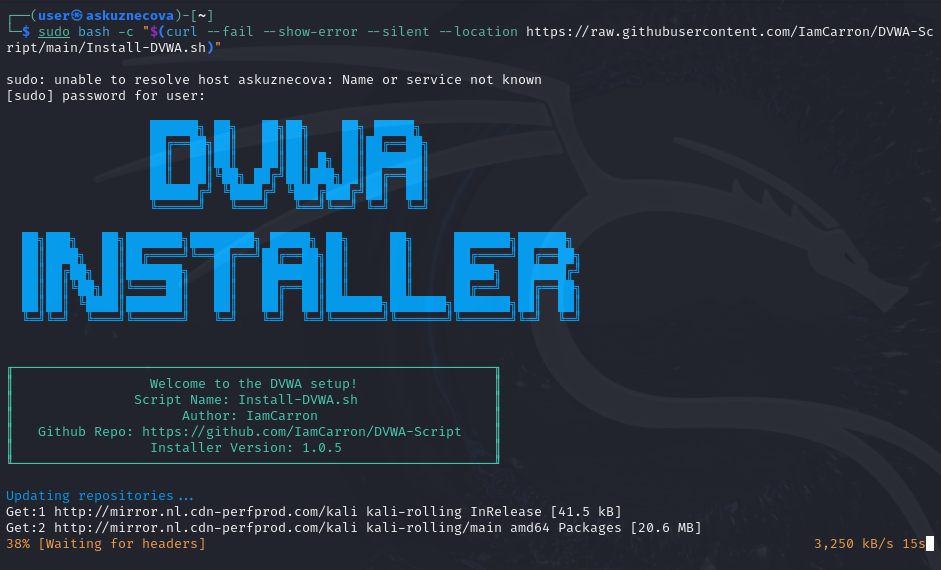 ┌──(user㉿askuznecova)-[~]
└─$ sudo bash -c "$(curl --fail --show-error --silent --location https://raw.githubusercontent.com/IamCarron/DVWA-Sc
ript/main/Install-DVWA.sh)"
sudo: unable to resolve host askuznecova: Name or service not known
[sudo] password for user:
DVWA
INSTALLER
Welcome to the DVWA setup!
Script Name: Install-DVWA.sh
Author: IamCarron
Github Repo: https://github.com/IamCarron/DVWA-Script
Installer Version: 1.0.5
Updating repositories...
Get:1 http://mirror.nl.cdn-perfprod.com/kali kali-rolling InRelease [41.5 kB]
Get:2 http://mirror.nl.cdn-perfprod.com/kali kali-rolling/main amd64 Packages [20.6 MB]
38% [Waiting for headers] 3,250 kB/s 15s